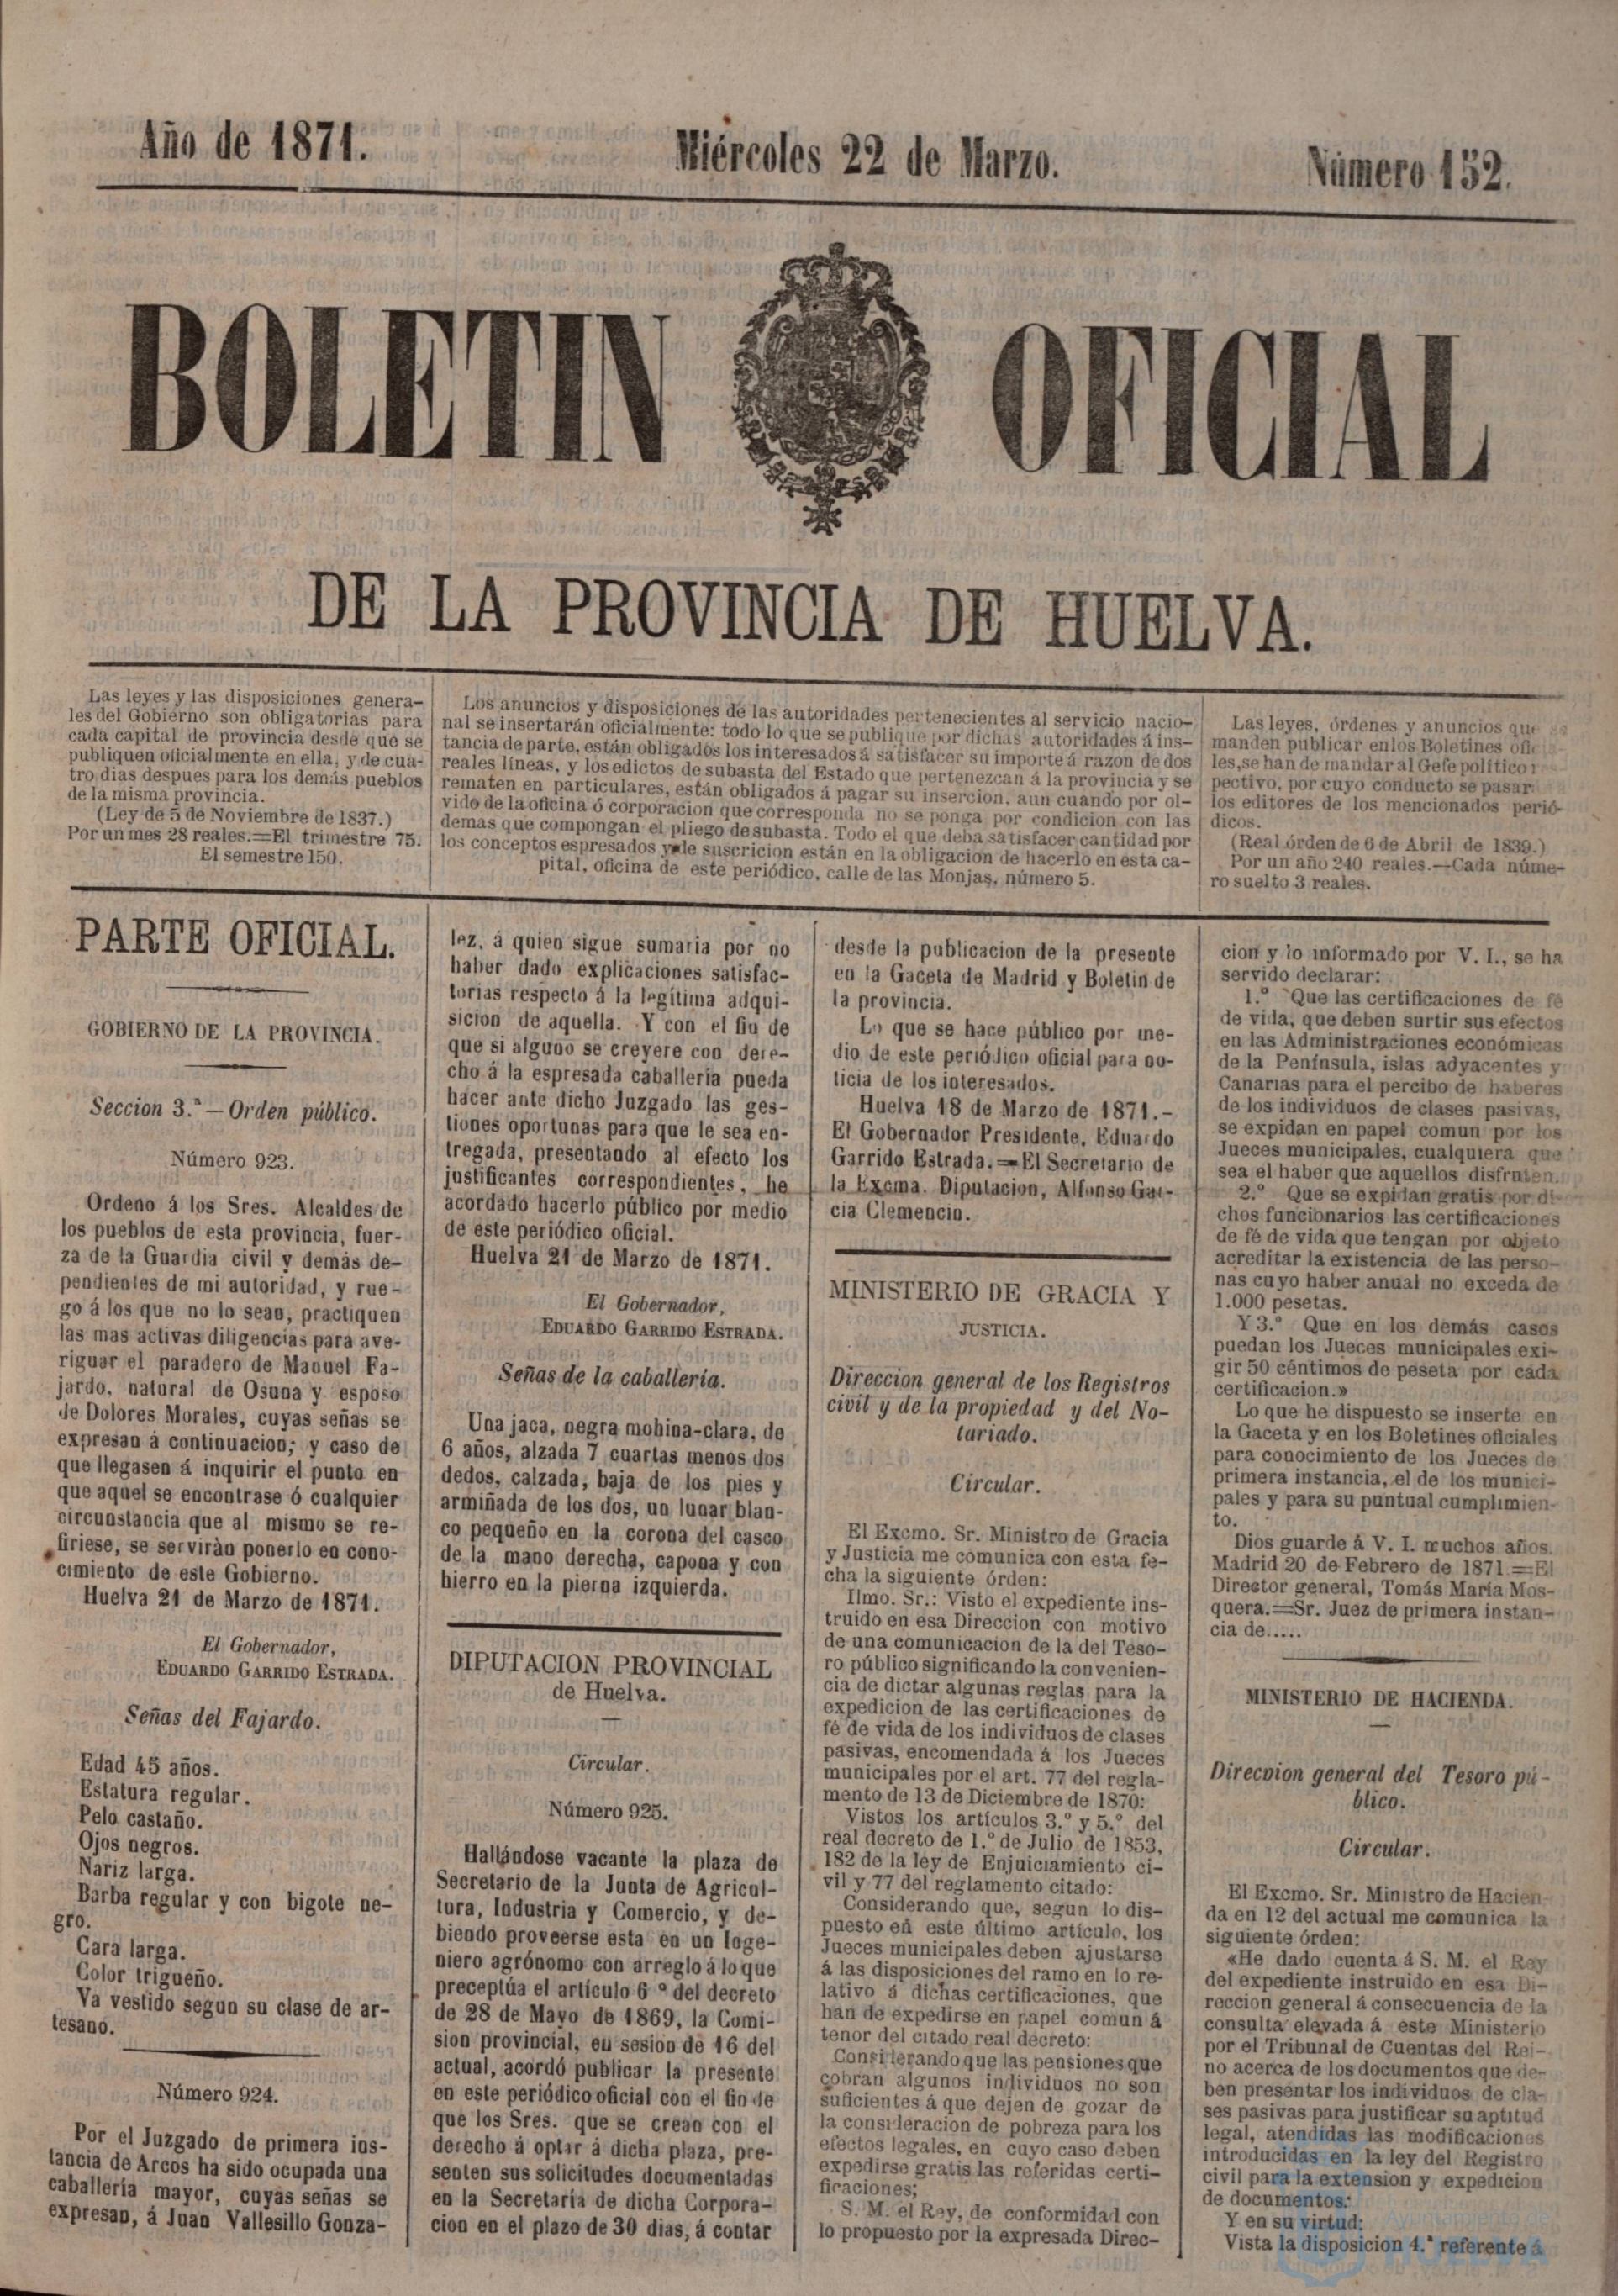 Año de 1871.
Miércoles 22 de Marzo.
Número 152.
BOLETIN OFICIAL
DE LA PROVINCIA DE HUELVA.
Las leyes y las disposiciones genera-
les del Gobierno son obligatorias para
cada capital de provincia desde que se
publiquen oficialmente en ella, y de cua-
tro dias despues para los demás pueblos
de la misma provincia.
(Ley de 5 de Noviembre de 1837.)
Por un mes 28 reales.=El trimestre 75.
El semestre 150.
Los anuncios y disposiciones de las autoridades pertenecientes al servicio nacio-
nal se insertarán oficialmente: todo lo que se publique por dichas autoridades á ins-
tancia de parte, están obligados los interesados á satisfacer su importe á razon de dos
reales líneas, y los edictos de subasta del Estado que pertenezcan á la provincia y se
rematen en particulares, están obligados á pagar su insercion, aun cuando por ol-
vido de la oficina ó corporacion que corresponda no se ponga por condicion con las
demas que compongan el pliego de subasta. Todo el que deba satisfacer cantidad por
los conceptos espresados y de suscricion están en la obligacion de hacerlo en esta ca-
pital, oficina de este periódico, calle de las Monjas, número 5.
Las leyes, órdenes y anuncios que se
manden publicar en los Boletines oficia-
les, se han de mandar al Gefe político
pectivo, por cuyo conducto se pasar
los editores de los mencionados perió-
dicos.
(Real órden de 6 de Abril de 1839.)
Por un año 240 reales.—Cada núme-
ro suelto 3 reales.
PARTE OFICIAL.
GOBIERNO DE LA PROVINCIA.
Seccion 3.ª—Orden público.
Número 923.
Ordeno á los Sres. Alcaldes de
los pueblos de esta provincia, fuer-
za de la Guardia civil y demás de-
pendientes de mi autoridad, y rue-
go á los que no lo sean, practiquen
las mas activas diligencias para ave-
riguar el paradero de Manuel Fa-
jardo, natural de Osuna y esposo
de Dolores Morales, cuyas señas se
expresan á continuacion; y caso de
que llegasen á inquirir el punto en
que aquel se encontrase ó cualquier
circunstancia que al mismo se re-
firiese, se servirán ponerlo en cono-
cimiento de este Gobierno.
Huelva 21 de Marzo de 1871.
El Gobernador,
EDUARDO GARRIDO ESTRADA.
Señas del Fajardo.
Edad 45 años.
Estatura regular.
Pelo castaño.
Ojos negros.
Nariz larga.
Barba regular y con bigote ne-
gro.
Cara larga.
Color trigueño.
Va vestido segun su clase de ar-
tesano.
Número 924.
Por el Juzgado de primera ins-
tancia de Arcos ha sido ocupada una
caballería mayor, cuyas señas se
expresan, á Juan Vallesillo Gonza-
lez, á quien sigue sumaria por no
haber dado explicaciones satisfac-
torias respecto á la legítima adqui-
sicion de aquella. Y con el fin de
que si alguno se creyere con dere-
cho á la espresada caballería pueda
hacer ante dicho Juzgado las ges-
tiones oportunas para que le sea en-
tregada, presentando al efecto los
justificantes correspondientes, he
acordado hacerlo público por medio
de este periódico oficial.
Huelva 21 de Marzo de 1871.
El Gobernador,
EDUARDO GARRIDO ESTRADA.
Señas de la caballería.
Una jaca, negra mohina-clara, de
6 años, alzada 7 cuartas menos dos
dedos, calzada, baja de los pies y
armiñada de los dos, un lunar blan-
co pequeño en la corona del casco
de la mano derecha, capona y con
hierro en la pierna izquierda.
DIPUTACION PROVINCIAL
de Huelva.
Circular.
Número 925.
Hallándose vacante la plaza de
Secretario de la Junta de Agricul-
tura, Industria y Comercio, y de-
biendo proveerse esta en un Inge-
niero agrónomo con arreglo á lo que
preceptúa el artículo 6.º del decreto
de 28 de Mayo de 1869, la Comi-
sion provincial, en sesion de 16 del
actual, acordó publicar la presente
en este periódico oficial con el fin de
que los Sres. que se crean con el
derecho á optar á dicha plaza, pre-
senten sus solicitudes documentadas
en la Secretaría de dicha Corpora-
cion en el plazo de 30 dias, á contar
desde la publicacion de la presente
en la Gaceta de Madrid y Boletin de
la provincia.
Lo que se hace público por me-
dio de este periódico oficial para no-
ticia de los interesados.
Huelva 18 de Marzo de 1871.-
El Gobernador Presidente, Eduardo
Garrido Estrada.=El Secretario de
la Excma. Diputacion, Alfonso Gar-
cia Clemencin.
MINISTERIO DE GRACIA Y
JUSTICIA.
Direccion general de los Registros
civil y de la propiedad y del No-
tariado.
Circular.
El Excmo. Sr. Ministro de Gracia
y Justicia me comunica con esta fe-
cha la siguiente órden:
Ilmo. Sr.: Visto el expediente ins-
truido en esa Direccion con motivo
de una comunicacion de la del Teso-
ro público significando la convenien-
cia de dictar algunas reglas para la
expedicion de las certificaciones de
fé de vida de los individuos de clases
pasivas, encomendada á los Jueces
municipales por el art. 77 del regla-
mento de 13 de Diciembre de 1870:
Vistos los artículos 3.º y 5.º del
real decreto de 1.º de Julio de 1853,
182 de la ley de Enjuiciamiento ci-
vil y 77 del reglamento citado:
Considerando que, segun lo dis-
puesto en este último artículo, los
Jueces municipales deben ajustarse
á las disposiciones del ramo en lo re-
lativo á dichas certificaciones, que
han de expedirse en papel comun á
tenor del citado real decreto:
Considerando que las pensiones que
cobran algunos individuos no son
suficientes á que dejen de gozar de
la consideracion de pobreza para los
efectos legales, en cuyo caso deben
expedirse gratis las referidas certi-
ficaciones;
S. M. el Rey, de conformidad con
lo propuesto por la expresada Direc-
cion y lo informado por V. I., se ha
servido declarar:
1.º Que las certificaciones de fé
de vida, que deben surtir sus efectos
en las Administraciones económicas
de la Península, islas adyacentes y
Canarias para el percibo de haberes
de los individuos de clases pasivas,
se expidan en papel comun por los
Jueces municipales, cualquiera que
sea el haber que aquellos disfruten.
2.º Que se expidan gratis por di-
chos funcionarios las certificaciones
de fé de vida que tengan por objeto
acreditar la existencia de las perso-
nas cuyo haber anual no exceda de
1.000 pesetas.
Y 3.º Que en los demás casos
puedan los Jueces municipales exi-
gir 50 céntimos de peseta por cada
certificacion.»
Lo que he dispuesto se inserte en
la Gaceta y en los Boletines oficiales
para conocimiento de los Jueces de
primera instancia, el de los munici-
pales y para su puntual cumplimien-
to.
Dios guarde á V. I. muchos años.
Madrid 20 de Febrero de 1871.=El
Director general, Tomás María Mos-
quera.=Sr. Juez de primera instan-
cia de.....
MINISTERIO DE HACIENDA.
Direccion general del Tesoro pú-
blico.
Circular.
El Excmo. Sr. Ministro de Hacien-
da en 12 del actual me comunica la
siguiente órden:
«He dado cuenta á S. M. el Rey
del expediente instruido en esa Di-
reccion general á consecuencia de la
consulta elevada á este Ministerio
por el Tribunal de Cuentas del Rei-
no acerca de los documentos que de-
ben presentar los individuos de cla-
ses pasivas para justificar su aptitud
legal, atendidas las modificaciones
introducidas en la ley del Registro
civil para la extension y expedicion
de documentos:
Y en su virtud:
Vista la disposicion 4.ª referente á